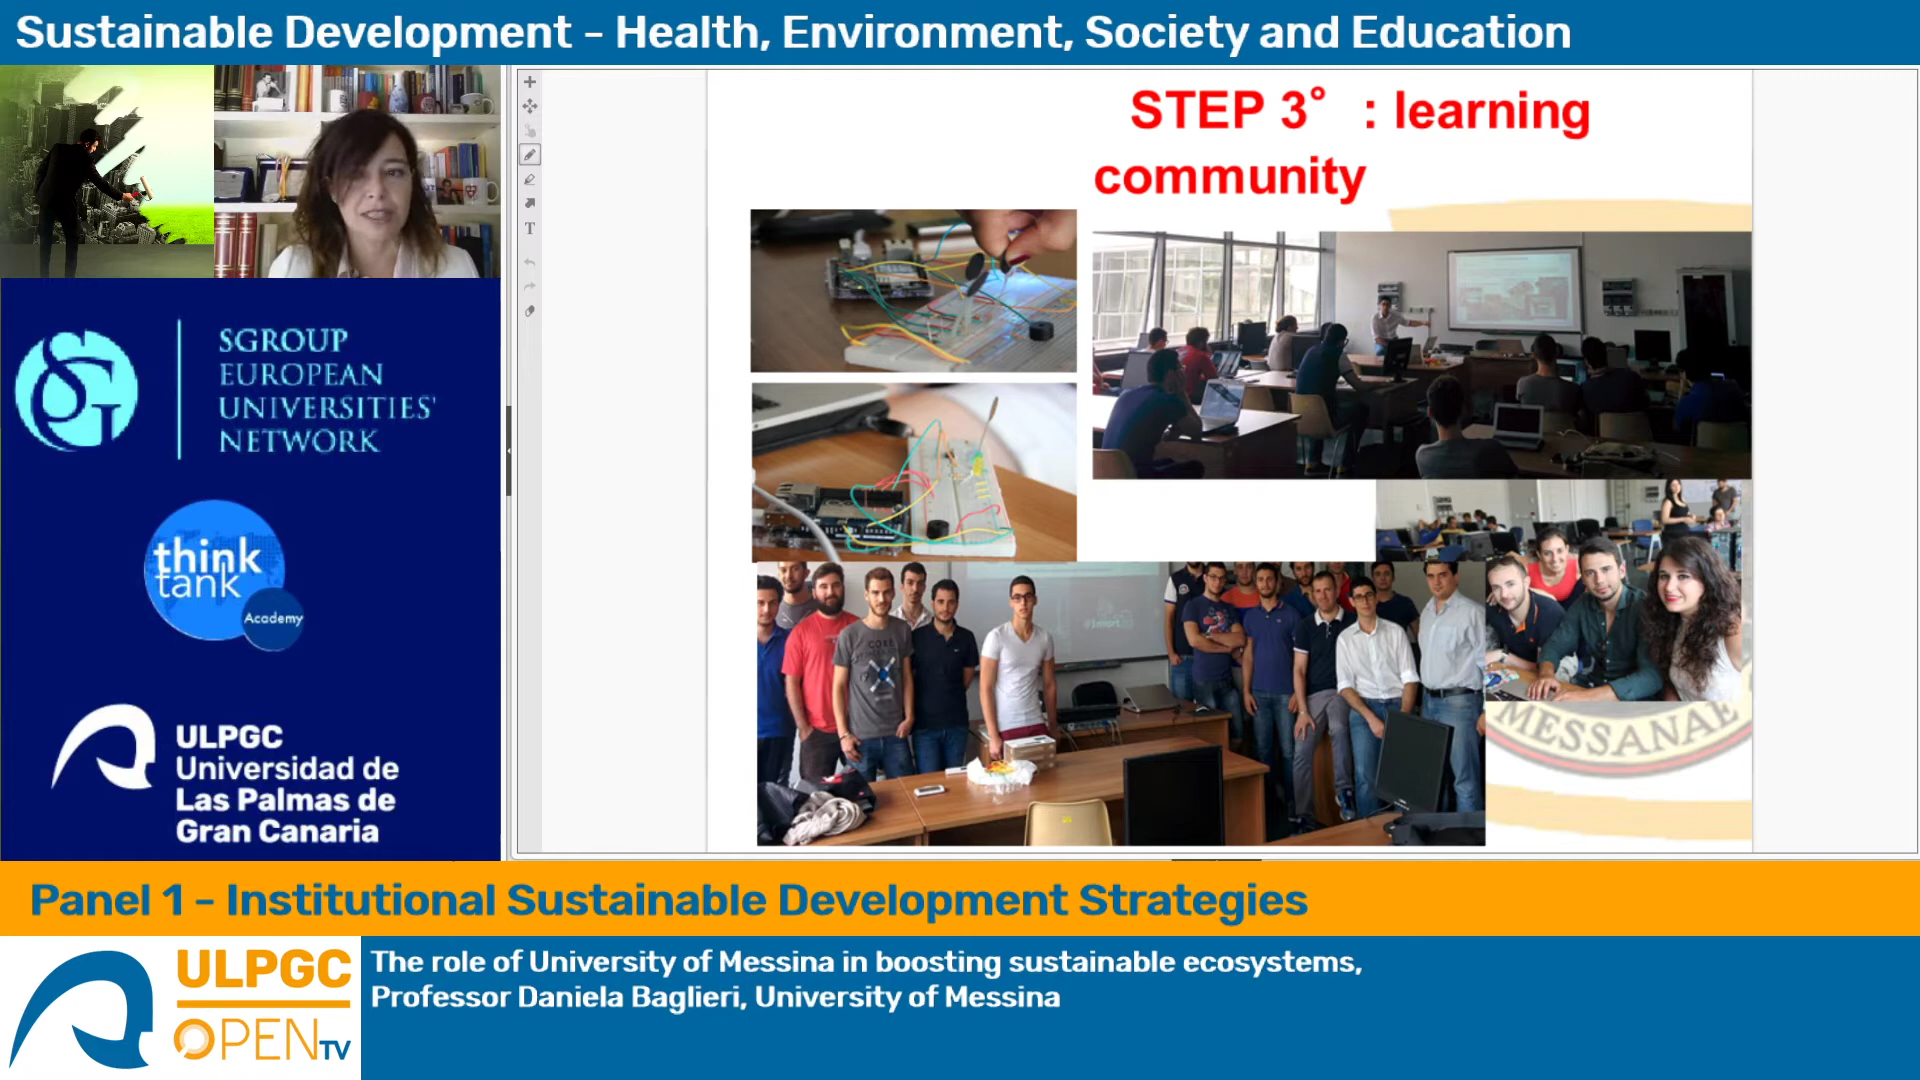 Sustainable Development - Health, Environment, Society and Education
STEP 3° : learning
community
SGROUP
EUROPEAN
UNIVERSITIES'
NETWORK
think
tank
Academy
ULPGC
Universidad de
Las Palmas de
Gran Canaria
MESSANAE
Panel 1 - Institutional Sustainable Development Strategies
ULPGC
OPENTV
The role of University of Messina in boosting sustainable ecosystems,
Professor Daniela Baglieri, University of Messina